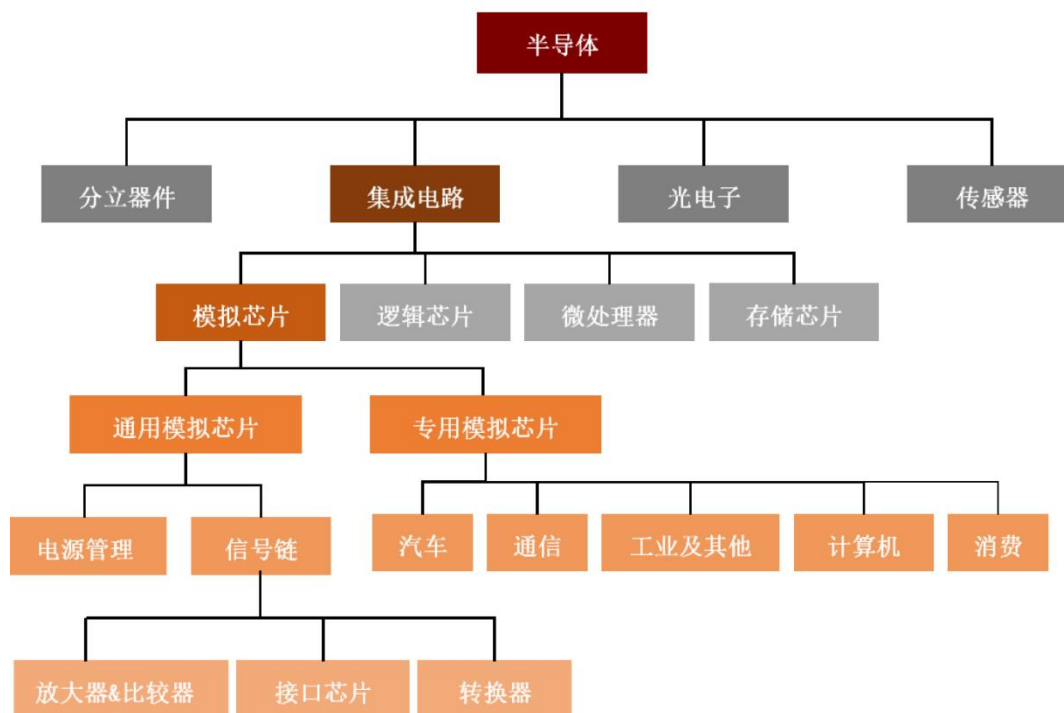 半导体
分立器件
集成电路
光电子
传感器
模拟芯片
逻辑芯片
微处理器
存储芯片
通用模拟芯片
专用模拟芯片
电源管理
信号链
汽车
通信
工业及其他
计算机
消费
放大器&比较器
接口芯片
转换器